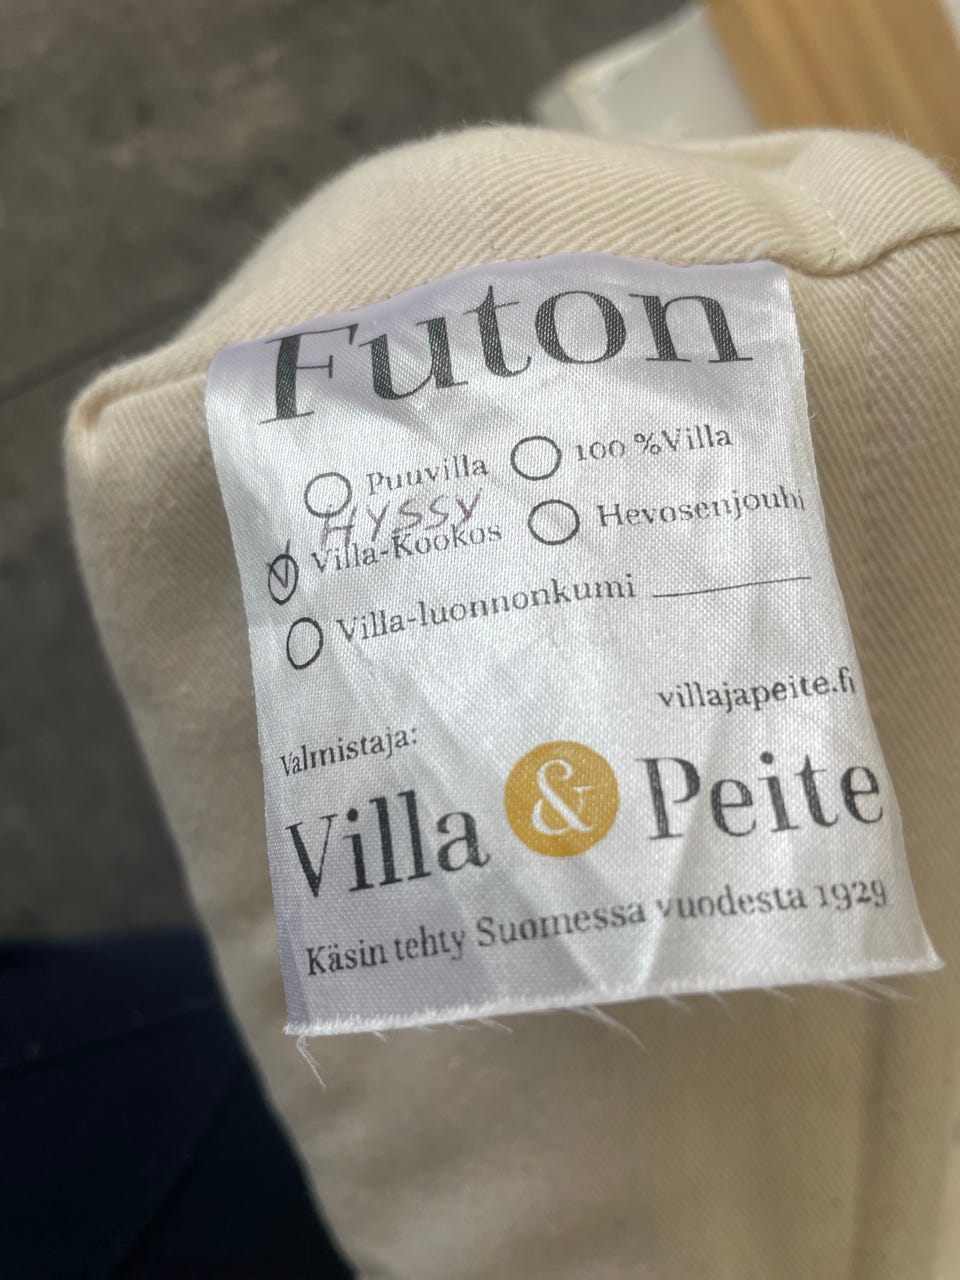 Futon
Puuvilla 100 %Villa
HYSSY
Villa-Kookos Hevosenjouhi
Villa-luonnonkumi
villajapeite.fi
Valmistaja:
Villa & Peite
Käsin tehty Suomessa vuodesta 1929